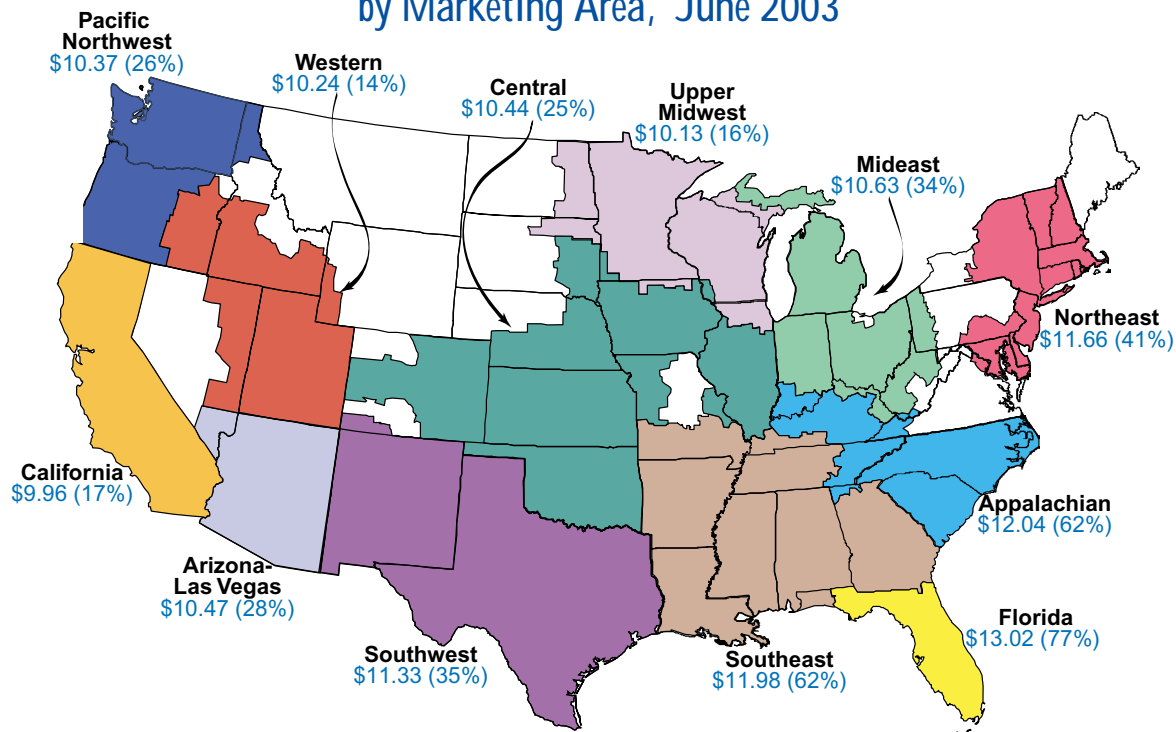 by Marketing Area, June 2003
Pacific
Northwest
$10.37 (26%)
Western
$10.24 (14%)
Central
$10.44 (25%)
Upper
Midwest
$10.13 (16%)
Mideast
$10.63 (34%)
Northeast
$11.66 (41%)
California
$9.96 (17%)
Appalachian
$12.04 (62%)
Arizona-
Las Vegas
$10.47 (28%)
Florida
$13.02 (77%)
Southwest
$11.33 (35%)
Southeast
$11.98 (62%)